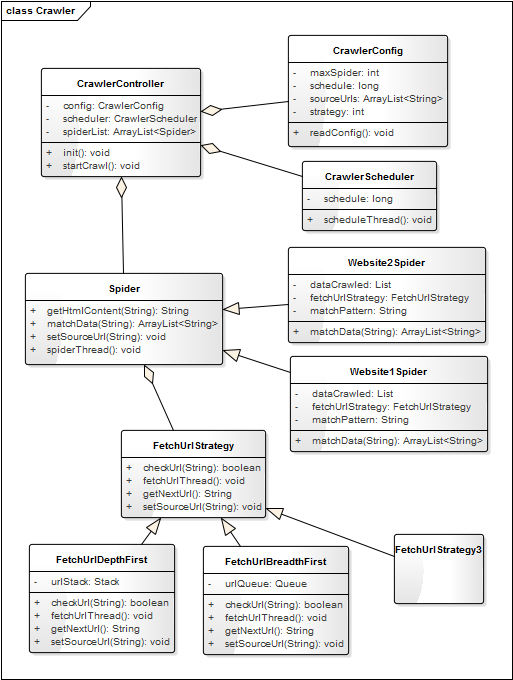 class Crawler
CrawlerController
- config: CrawlerConfig
- scheduler: CrawlerScheduler
- spiderList: ArrayList<Spider>
+ init(): void
+ startCrawl(): void
CrawlerConfig
- maxSpider: int
- schedule: long
- sourceUrls: ArrayList<String>
- strategy: int
+ readConfig(): void
CrawlerScheduler
- schedule: long
+ scheduleThread(): void
Spider
+ getHtmlContent(String): String
+ matchData(String): ArrayList<String>
+ setSourceUrl(String): void
+ spiderThread(): void
Website2Spider
- dataCrawled: List
- fetchUrlStrategy: FetchUrlStrategy
- matchPattern: String
+ matchData(String): ArrayList<String>
Website1Spider
- dataCrawled: List
- fetchUrlStrategy: FetchUrlStrategy
- matchPattern: String
+ matchData(String): ArrayList<String>
FetchUrlStrategy
+ checkUrl(String): boolean
+ fetchUrlThread(): void
+ getNextUrl(): String
+ setSourceUrl(String): void
FetchUrlDepthFirst
- urlStack: Stack
+ checkUrl(String): boolean
+ fetchUrlThread(): void
+ getNextUrl(): String
+ setSourceUrl(String): void
FetchUrlBreadthFirst
- urlQueue: Queue
+ checkUrl(String): boolean
+ fetchUrlThread(): void
+ getNextUrl(): String
+ setSourceUrl(String): void
FetchUrlStrategy3